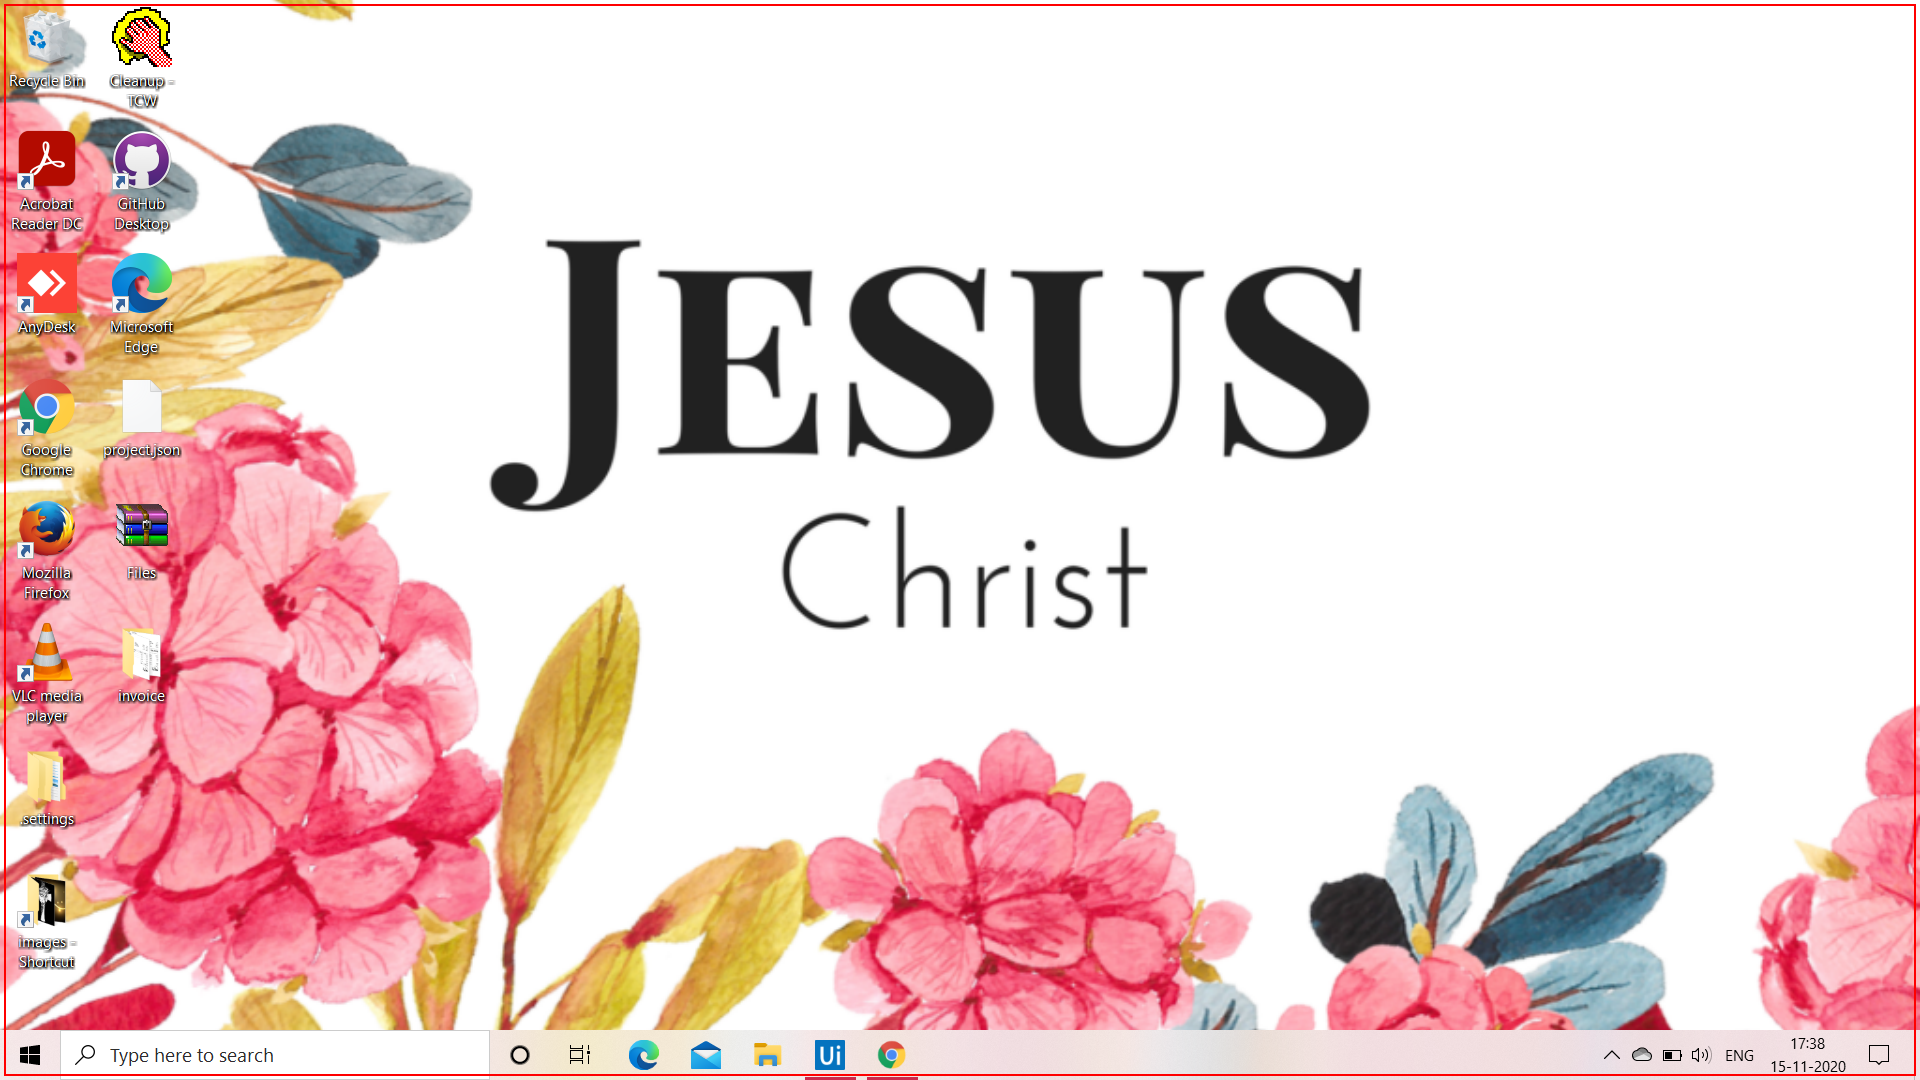 Recycle Bin
Cleanup -
TCW
Acrobat
Reader DC
GitHub
Desktop
AnyDesk
Microsoft
Edge
Google
Chrome
project.json
Mozilla
Firefox
Files
VLC media
player
invoice
.settings
images -
Shortcut
JESUS
Christ
Type here to search
Ui
ENG
17:38
15-11-2020